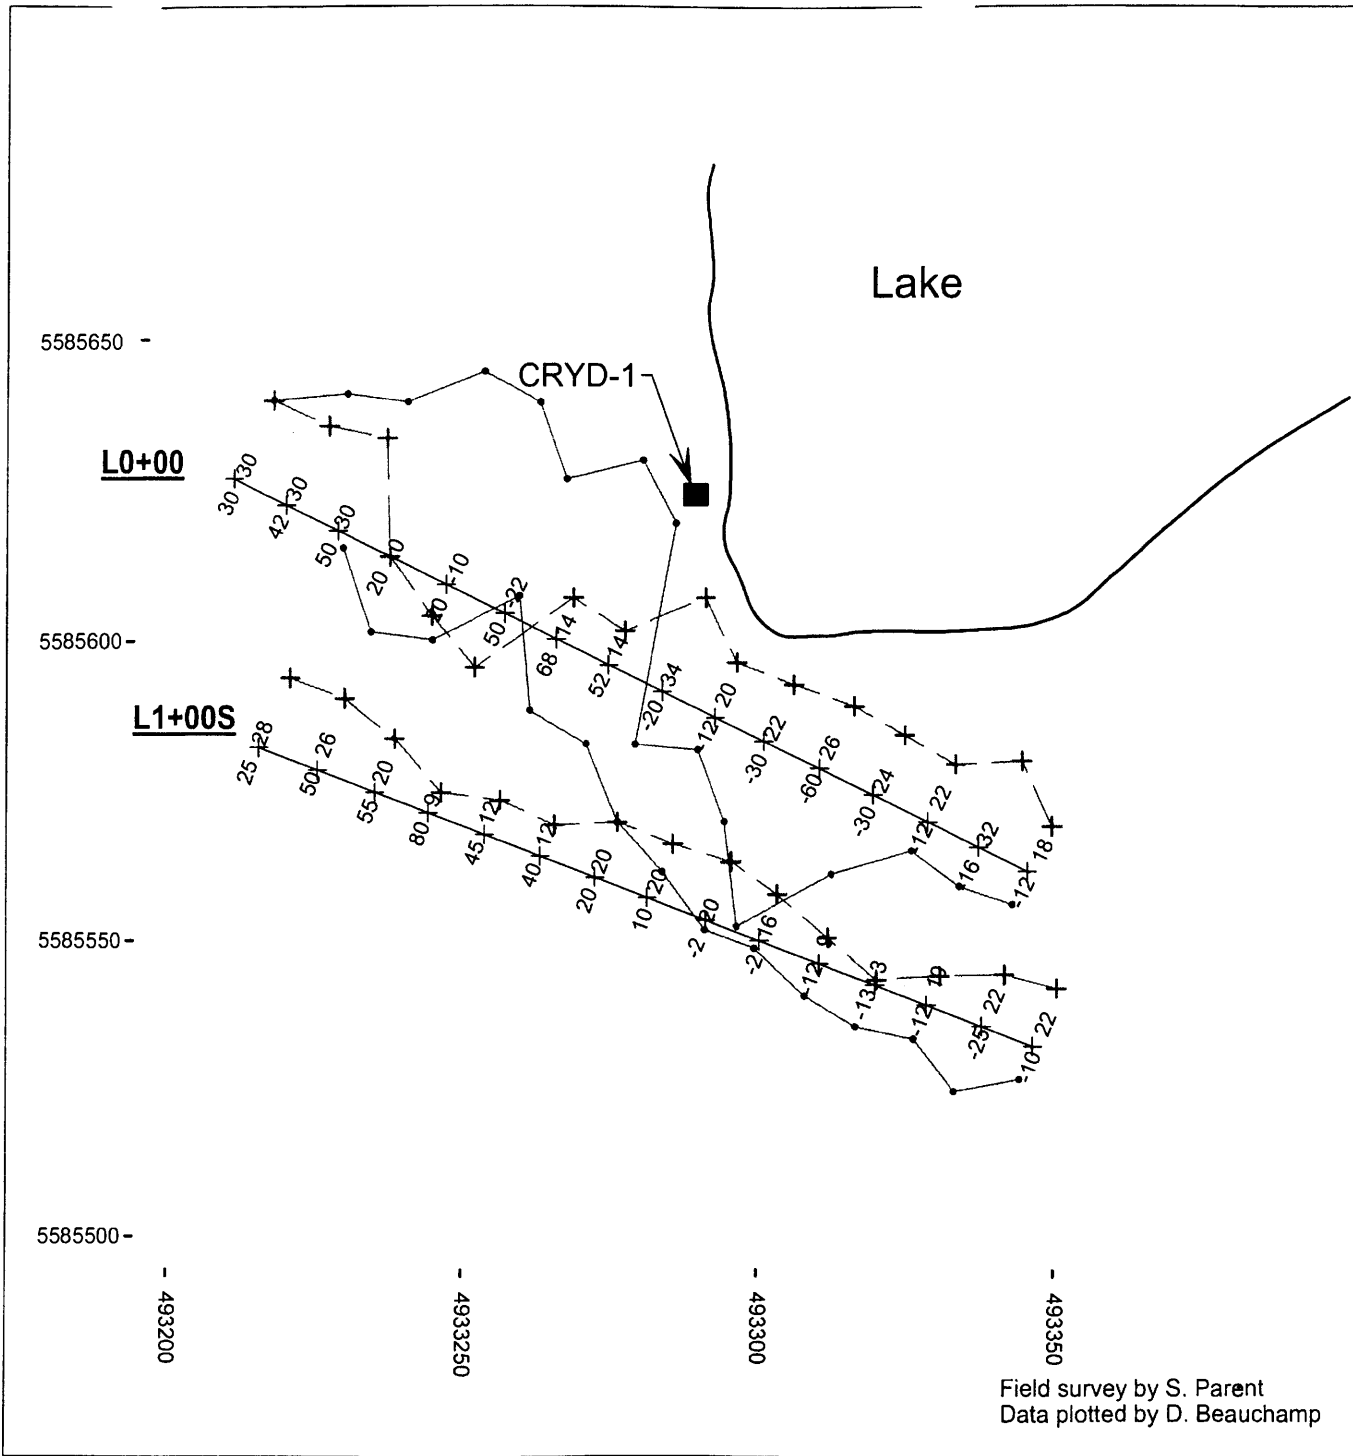 Lake
5585650
CRYD-1
L0+00
30 30 30 0 -10 -22 14 14 34 20 22 26 24 22 32 18
30 42 50 20 50 68 52 -20 -12 -30 -60 -30 -12 -16 -12
5585600
L1+00S
28 26 20 9 12 12 20 20 20 16 9 3 19 22 22
25 50 55 80 45 40 20 10 -2 -2 -12 -13 -12 -25 -10
5585550
5585500
493200
493250
493300
493350
Field survey by S. Parent
Data plotted by D. Beauchamp